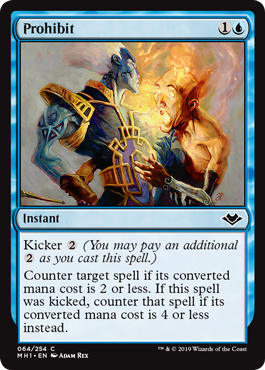 Prohibit 1
Instant
Kicker 2 (You may pay an additional
2 as you cast this spell.)
Counter target spell if its converted
mana cost is 2 or less. If this spell
was kicked, counter that spell if its
converted mana cost is 4 or less
instead.
064/254 C
MH1 • EN ADAM REX
™ & © 2019 Wizards of the Coast